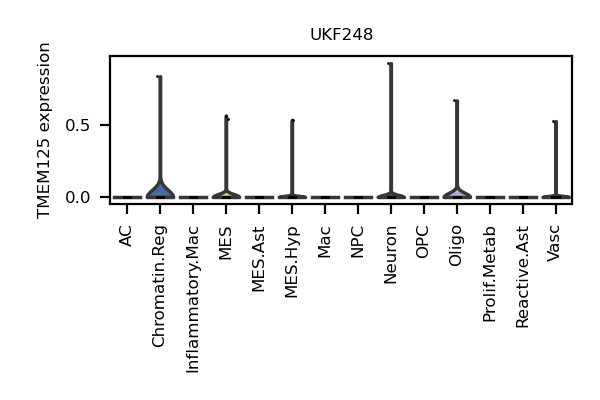 UKF248
TMEM125 expression
0.5
0.0
AC
Chromatin.Reg
Inflammatory.Mac
MES
MES.Ast
MES.Hyp
Mac
NPC
Neuron
OPC
Oligo
Prolif.Metab
Reactive.Ast
Vasc